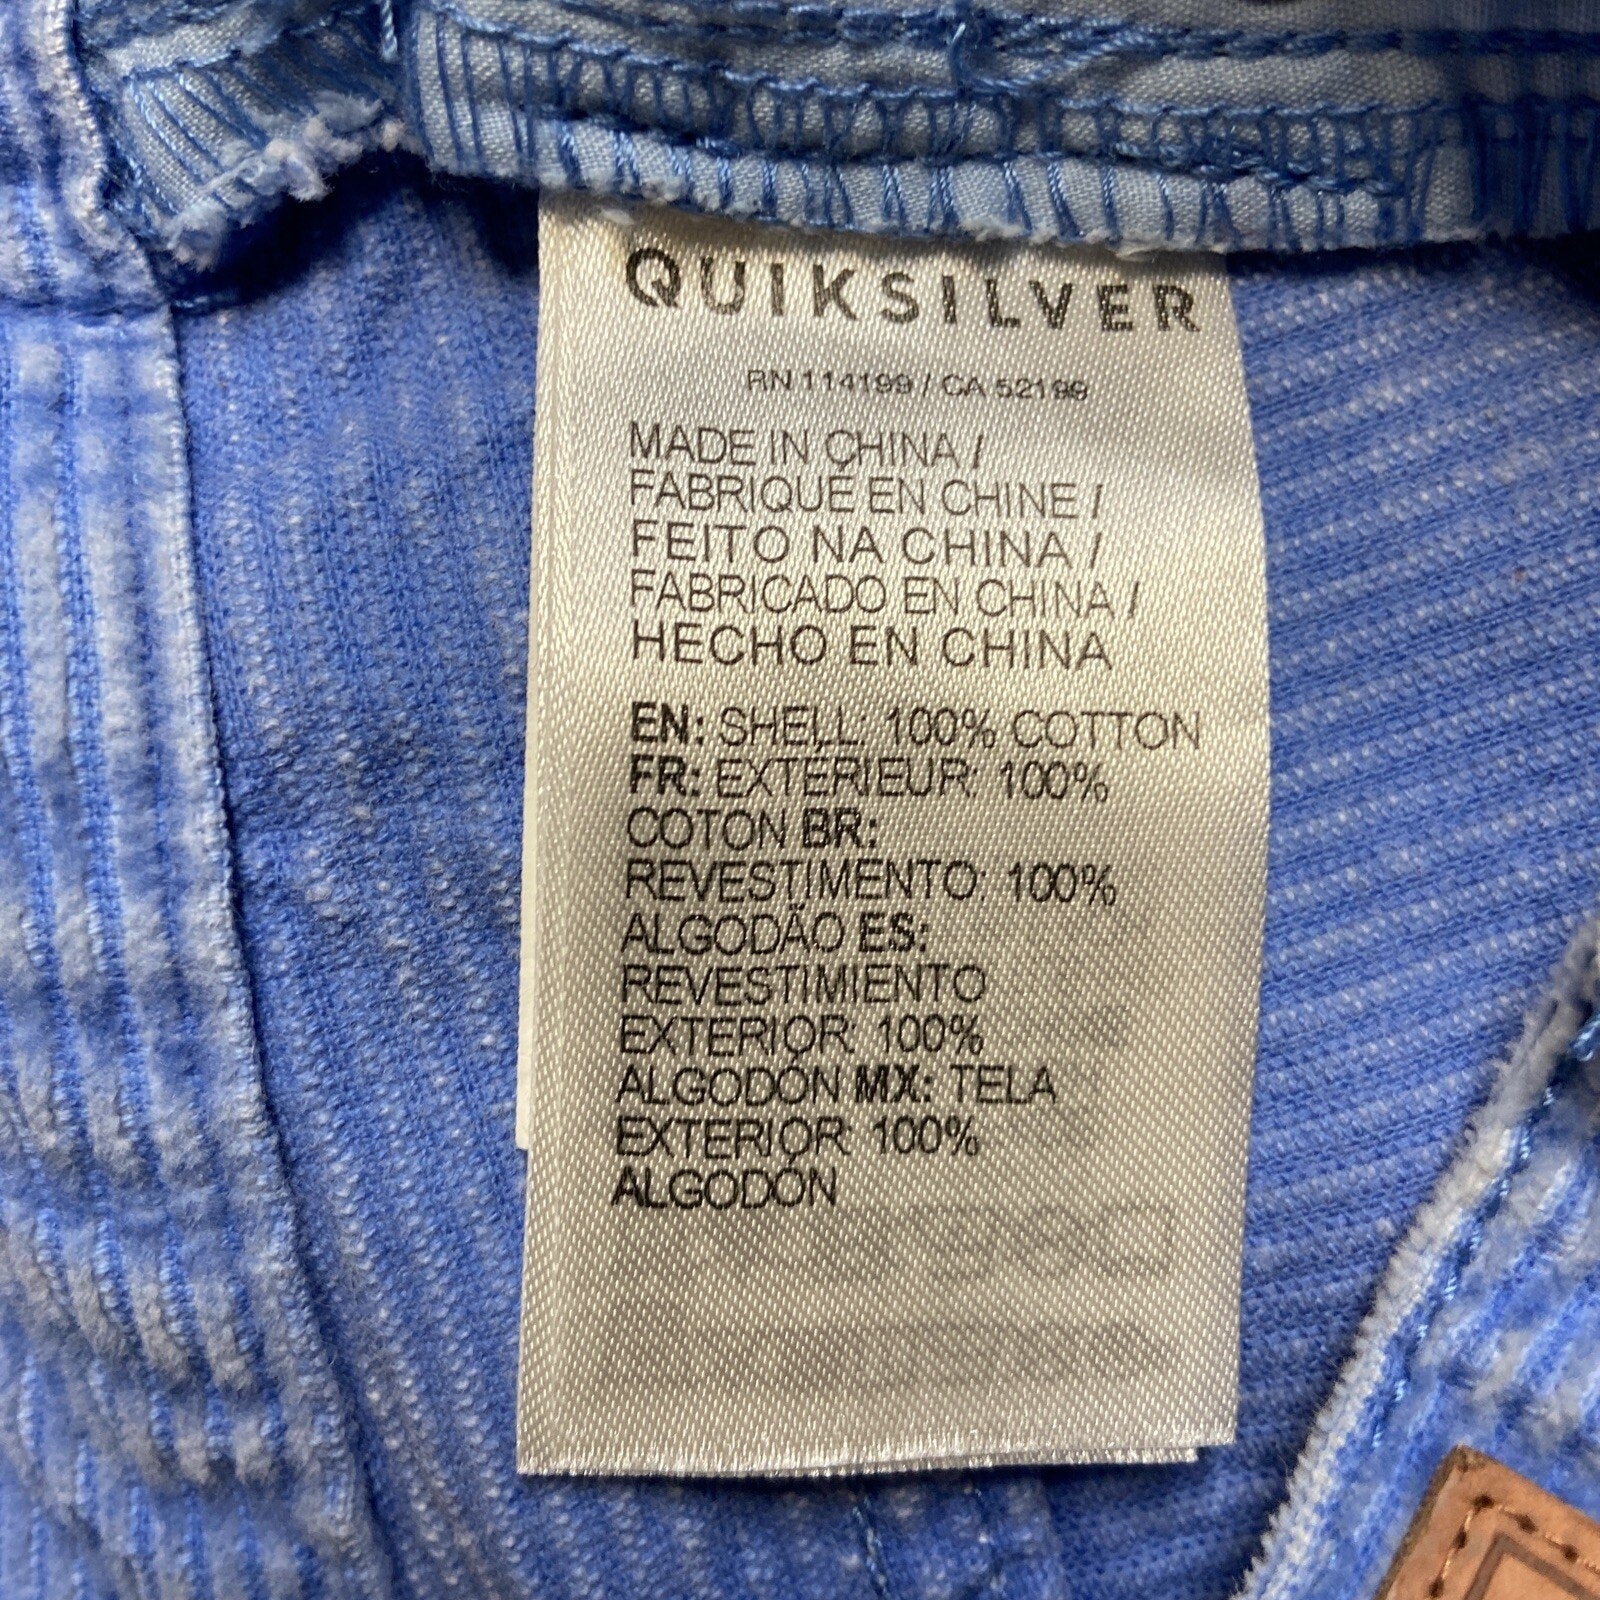 QUIKSILVER
RN 114199 / CA 52199
MADE IN CHINA /
FABRIQUE EN CHINE /
FEITO NA CHINA /
FABRICADO EN CHINA /
HECHO EN CHINA
EN: SHELL: 100% COTTON
FR: EXTERIEUR: 100%
COTON BR:
REVESTIMENTO: 100%
ALGODÃO ES:
REVESTIMIENTO
EXTERIOR: 100%
ALGODÓN MX: TELA
EXTERIOR: 100%
ALGODÓN